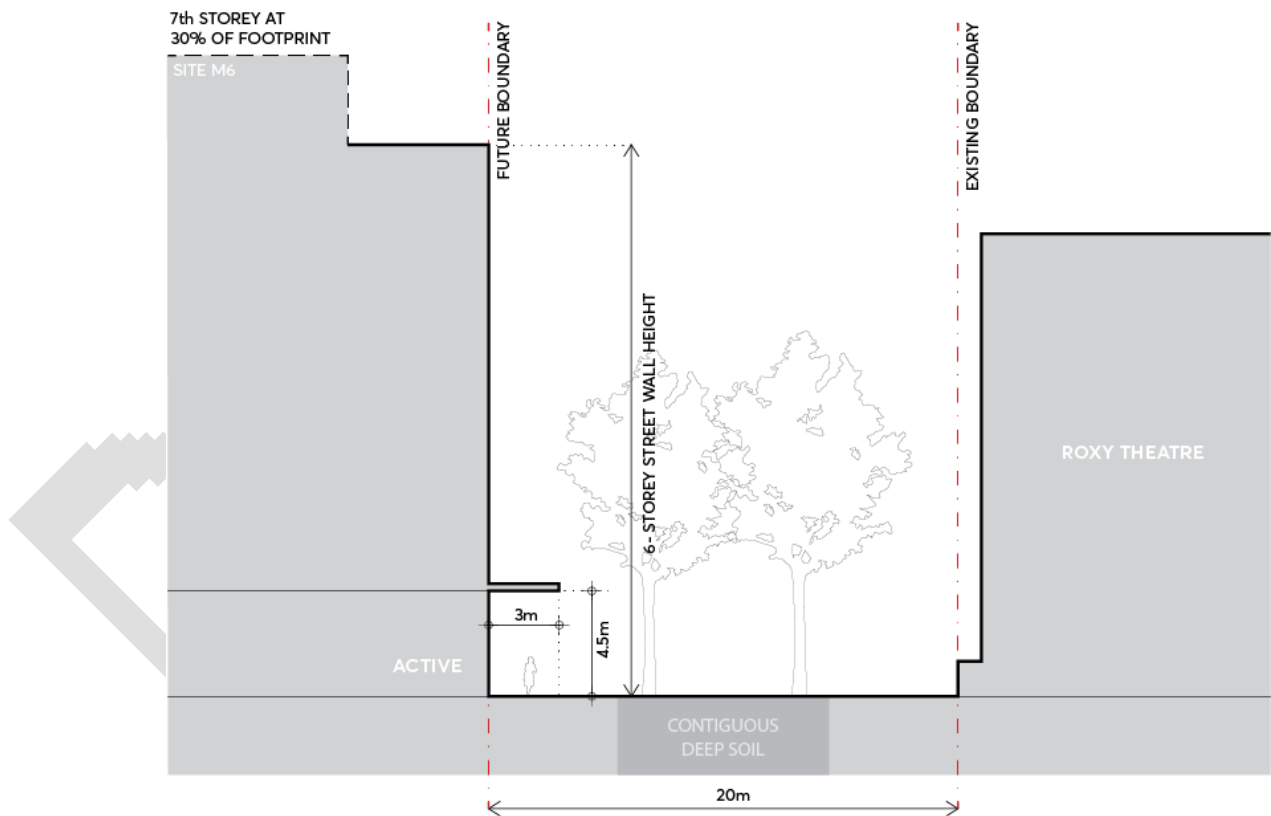 7th STOREY AT
30% OF FOOTPRINT
SITE M6
FUTURE BOUNDARY
EXISTING BOUNDARY
6 - STOREY STREET WALL HEIGHT
ROXY THEATRE
3m
4.5m
ACTIVE
CONTIGUOUS
DEEP SOIL
20m